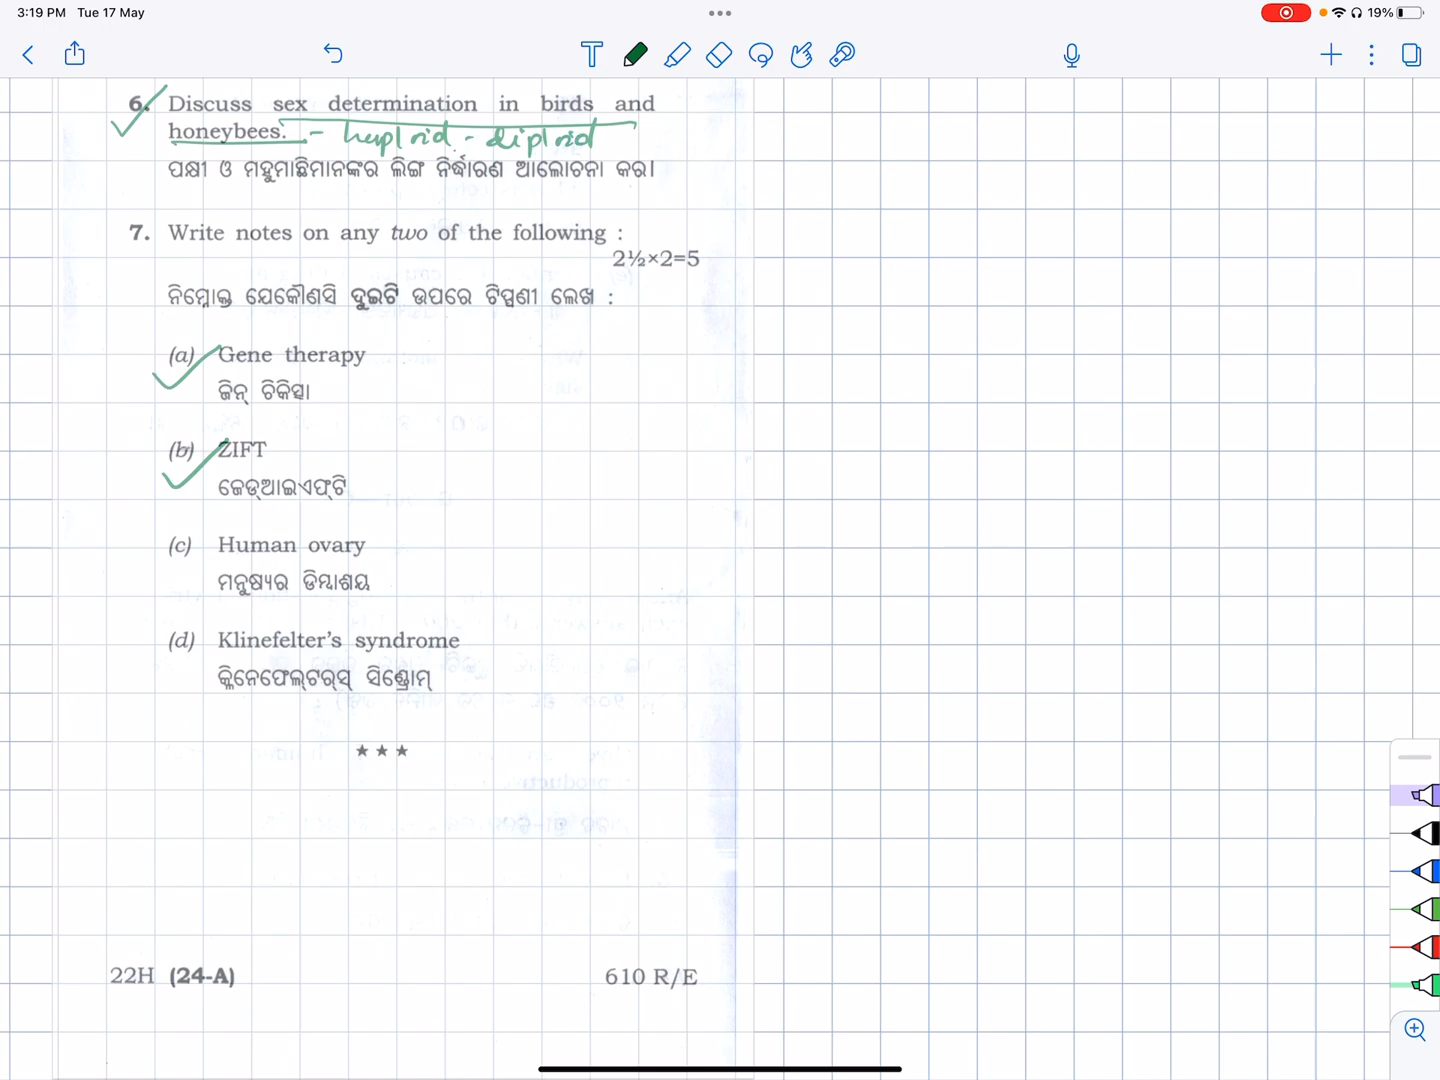 3:19 PM Tue 17 May
19%
6. Discuss sex determination in birds and
honeybees. - haploid - diploid
ପକ୍ଷୀ ଓ ମହୁମାଛିମାନଙ୍କର ଲିଙ୍ଗ ନିର୍ଦ୍ଧାରଣ ଆଲୋଚନା କର।
7. Write notes on any two of the following :
2½×2=5
ନିମ୍ନୋକ୍ତ ଯେକୌଣସି ଦୁଇଟି ଉପରେ ଟିପ୍ପଣୀ ଲେଖ :
(a) Gene therapy
ଜିନ୍ ଚିକିତ୍ସା
(b) ZIFT
ଜେଡ୍‌ଆଇଏଫ୍‌ଟି
(c) Human ovary
ମନୁଷ୍ୟର ଡିମ୍ବାଶୟ
(d) Klinefelter's syndrome
କ୍ଲିନେଫେଲ୍‌ଟର୍‌ସ୍ ସିଣ୍ଡ୍ରୋମ୍
★ ★ ★
22H (24-A) 610 R/E